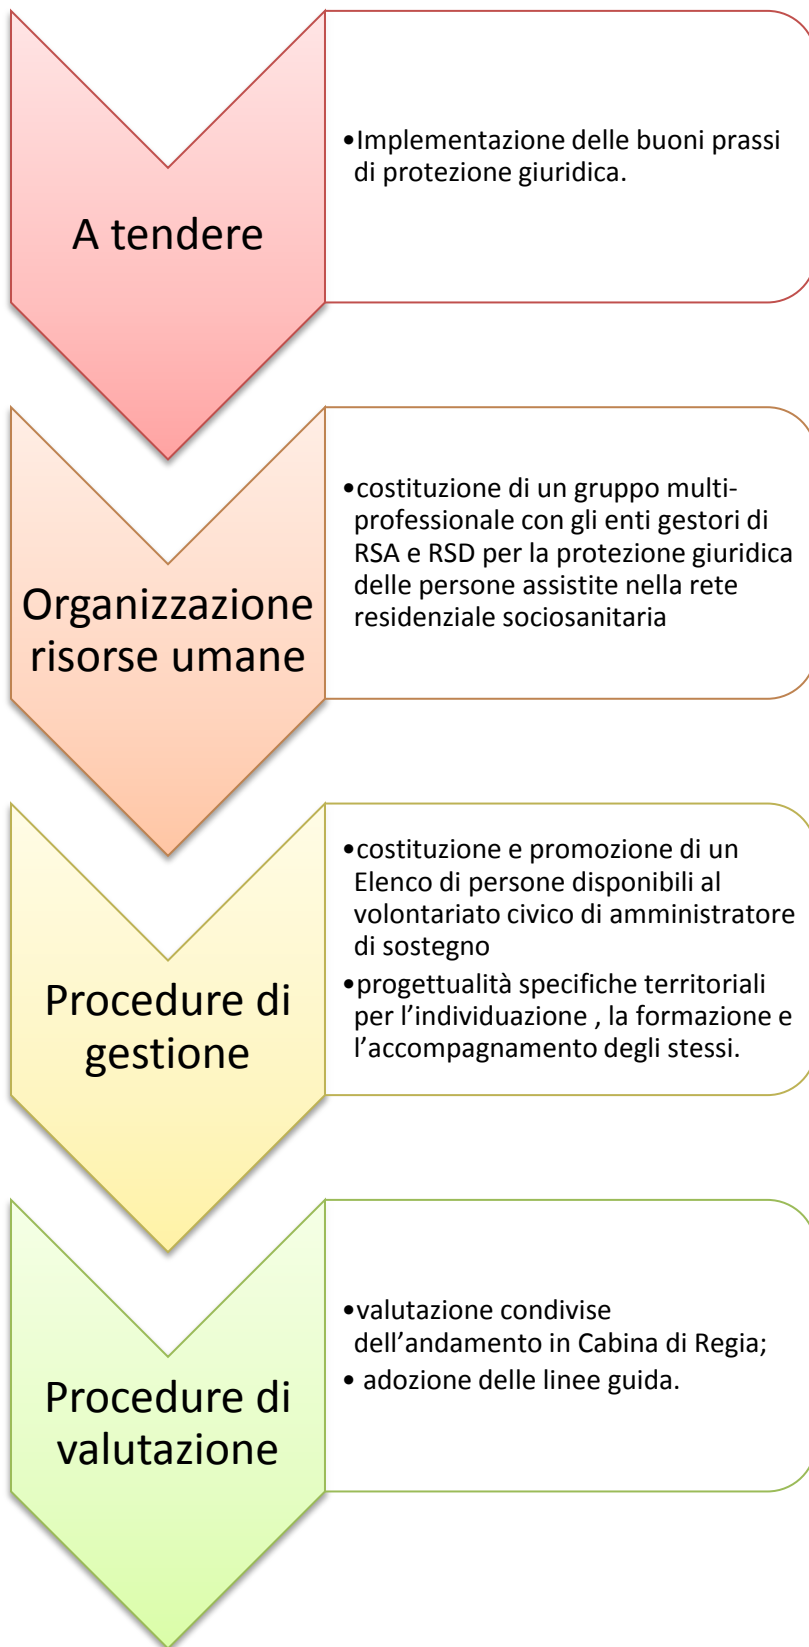 A tendere
•Implementazione delle buoni prassi
di protezione giuridica.
Organizzazione
risorse umane
•costituzione di un gruppo multi-
professionale con gli enti gestori di
RSA e RSD per la protezione giuridica
delle persone assistite nella rete
residenziale sociosanitaria
Procedure di
gestione
•costituzione e promozione di un
Elenco di persone disponibili al
volontariato civico di amministratore
di sostegno
•progettualità specifiche territoriali
per l’individuazione , la formazione e
l’accompagnamento degli stessi.
Procedure di
valutazione
•valutazione condivise
dell’andamento in Cabina di Regia;
• adozione delle linee guida.